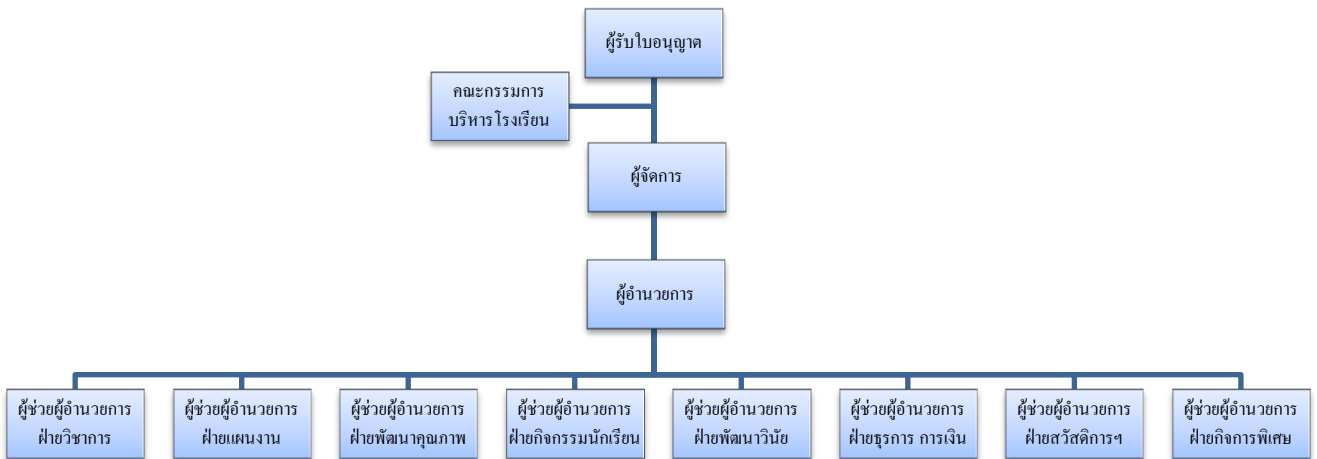 ผู้รับใบอนุญาต
คณะกรรมการ
บริหารโรงเรียน
ผู้จัดการ
ผู้อำนวยการ
ผู้ช่วยผู้อำนวยการ
ฝ่ายวิชาการ
ผู้ช่วยผู้อำนวยการ
ฝ่ายแผนงาน
ผู้ช่วยผู้อำนวยการ
ฝ่ายพัฒนาคุณภาพ
ผู้ช่วยผู้อำนวยการ
ฝ่ายกิจกรรมนักเรียน
ผู้ช่วยผู้อำนวยการ
ฝ่ายพัฒนาวินัย
ผู้ช่วยผู้อำนวยการ
ฝ่ายธุรการ การเงิน
ผู้ช่วยผู้อำนวยการ
ฝ่ายสวัสดิการฯ
ผู้ช่วยผู้อำนวยการ
ฝ่ายกิจการพิเศษ